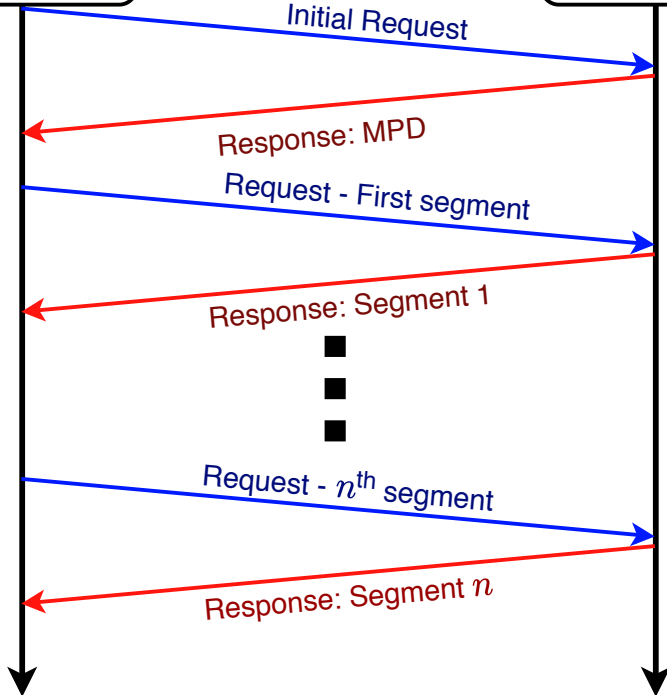 Initial Request
Response: MPD
Request - First segment
Response: Segment 1
Request - nth segment
Response: Segment n